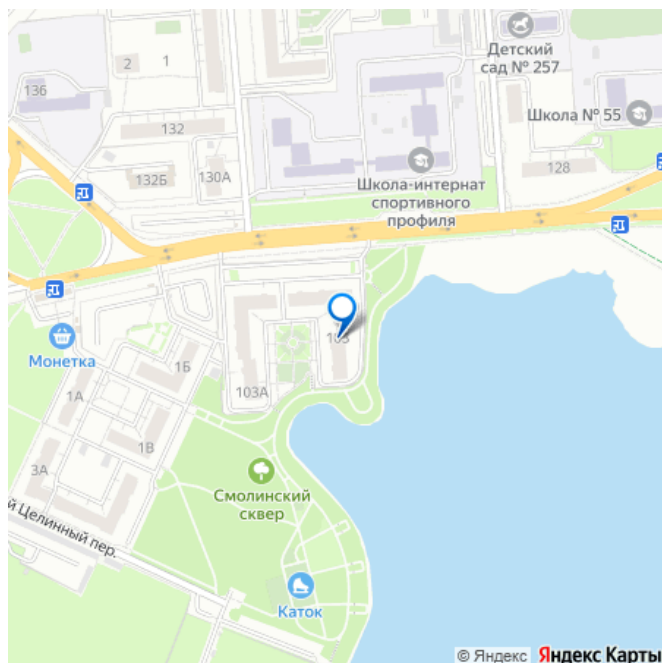 Детский
сад № 257
2
1
136
Школа № 55
132
132Б
130А
128
Школа-интернат
спортивного
профиля
103
Монетка
1Б
1А
103А
1В
3А
Смолинский
сквер
й Целинный пер.
Каток
© Яндекс Яндекс Карты